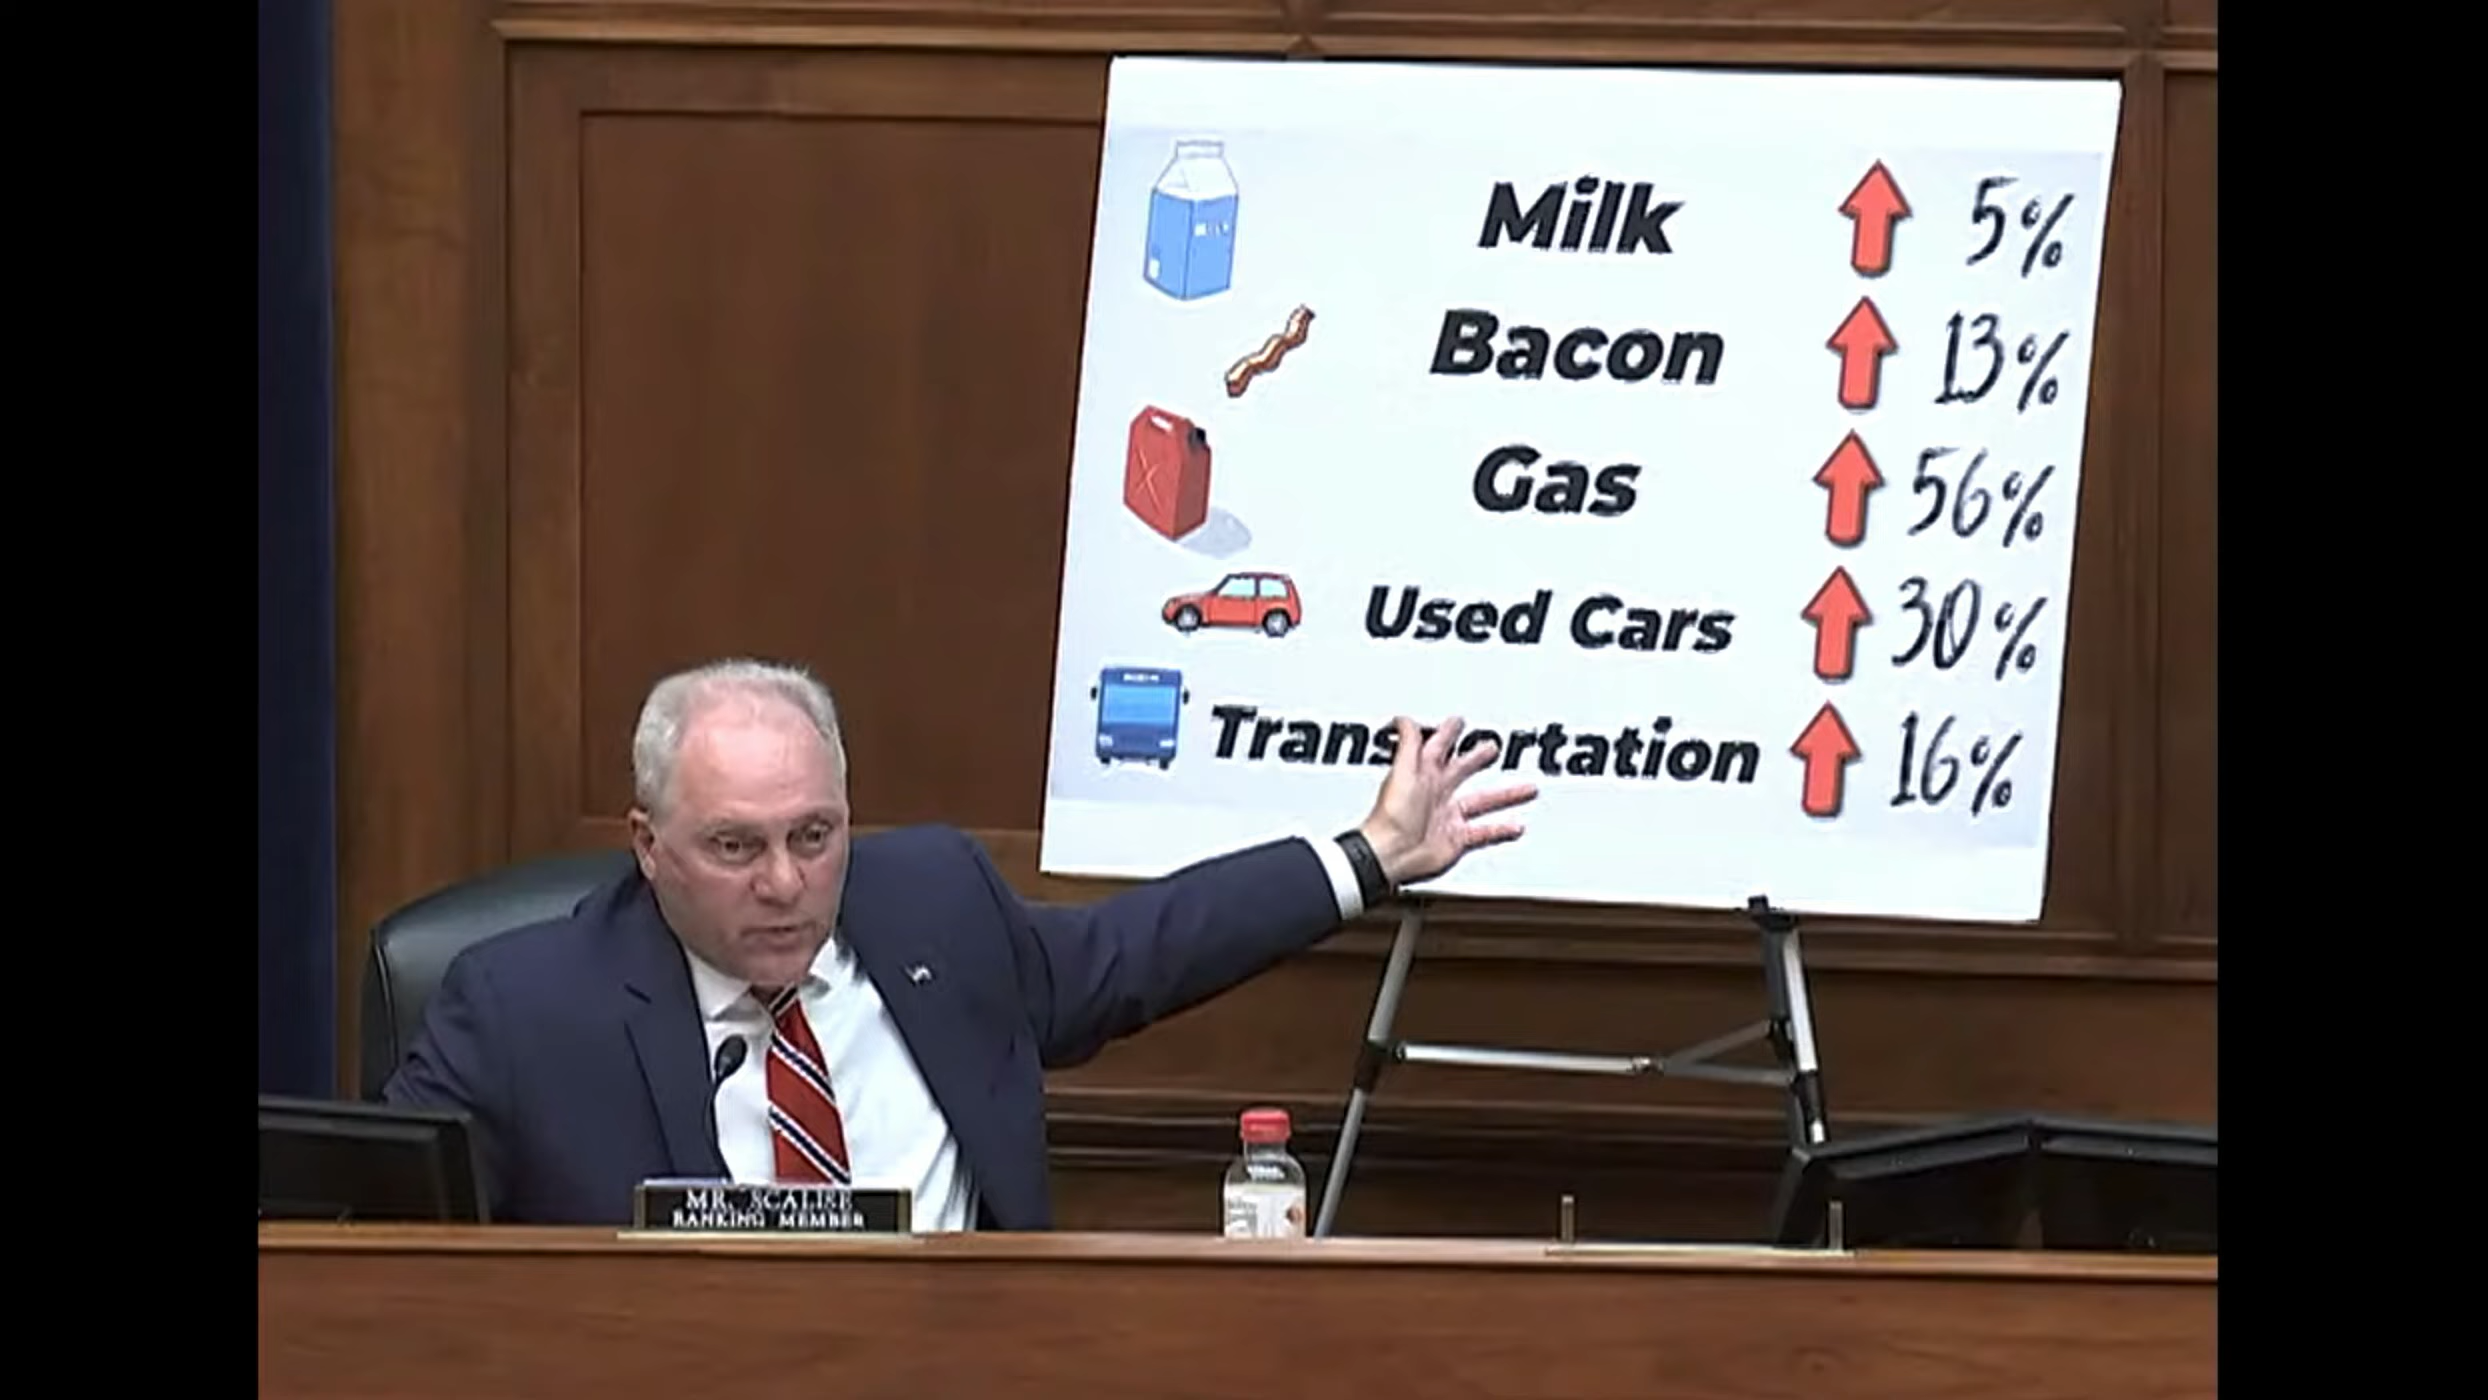 Milk 5%
Bacon 13%
Gas 56%
Used Cars 30%
Transportation 16%
MR. SCALISE
RANKING MEMBER